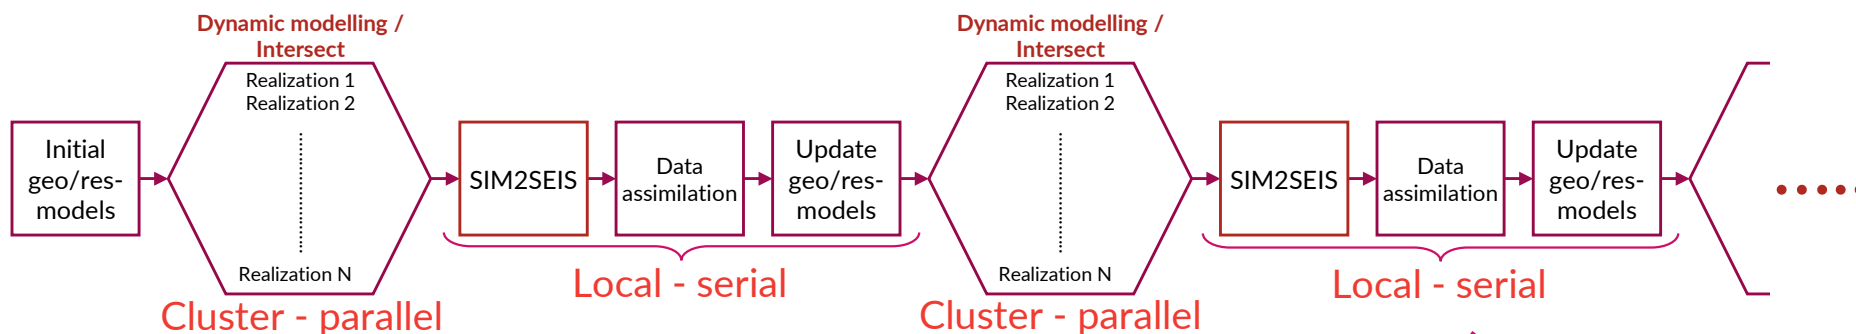 Dynamic modelling /
Intersect
Realization 1
Realization 2
Realization N
Cluster - parallel
Initial
geo/res-
models
SIM2SEIS
Data
assimilation
Update
geo/res-
models
Local - serial
Dynamic modelling /
Intersect
Realization 1
Realization 2
Realization N
Cluster - parallel
SIM2SEIS
Data
assimilation
Update
geo/res-
models
Local - serial